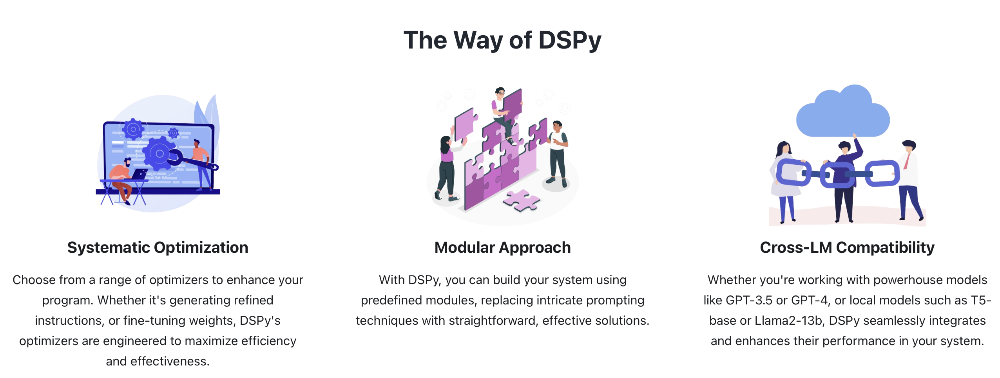 The Way of DSPy
Systematic Optimization
Choose from a range of optimizers to enhance your
program. Whether it's generating refined
instructions, or fine-tuning weights, DSPy's
optimizers are engineered to maximize efficiency
and effectiveness.
Modular Approach
With DSPy, you can build your system using
predefined modules, replacing intricate prompting
techniques with straightforward, effective solutions.
Cross-LM Compatibility
Whether you're working with powerhouse models
like GPT-3.5 or GPT-4, or local models such as T5-
base or Llama2-13b, DSPy seamlessly integrates
and enhances their performance in your system.